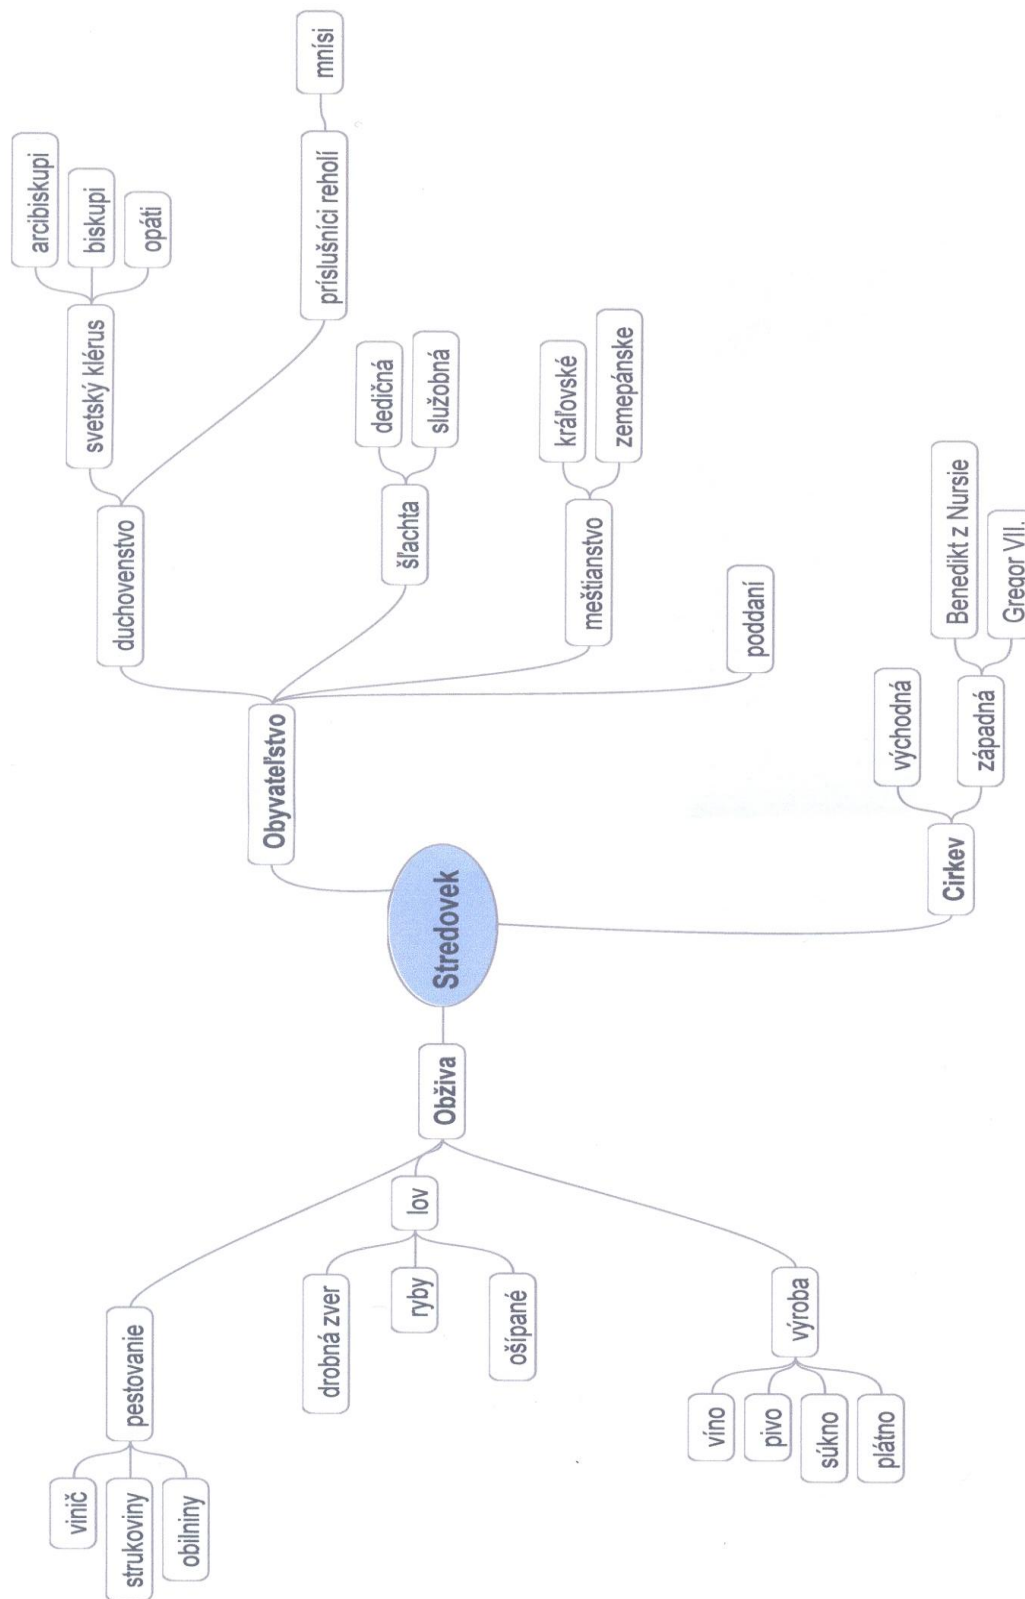 Stredovek
Obyvateľstvo
duchovenstvo
svetský klérus
arcibiskupi
biskupi
opáti
príslušníci reholí
mnísi
šľachta
dedičná
služobná
meštianstvo
kráľovské
zemepánske
poddaní
Cirkev
východná
západná
Benedikt z Nursie
Gregor VII.
Obživa
pestovanie
vinič
strukoviny
obilniny
lov
drobná zver
ryby
ošípané
výroba
víno
pivo
súkno
plátno